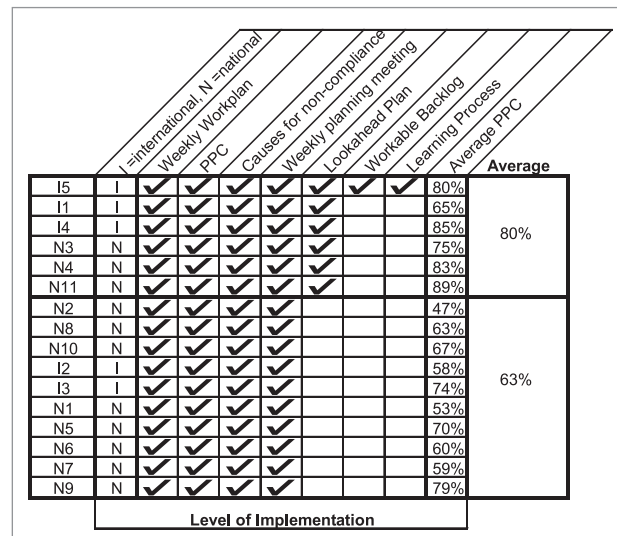 I =international, N =national
Weekly Workplan
PPC
Causes for non-compliance
Weekly planning meeting
Lookahead Plan
Workable Backlog
Learning Process
Average PPC
Average
I5 I ✓ ✓ ✓ ✓ ✓ ✓ ✓ 80%
I1 I ✓ ✓ ✓ ✓ ✓ 65%
I4 I ✓ ✓ ✓ ✓ ✓ 85%
80%
N3 N ✓ ✓ ✓ ✓ ✓ 75%
N4 N ✓ ✓ ✓ ✓ ✓ 83%
N11 N ✓ ✓ ✓ ✓ ✓ 89%
N2 N ✓ ✓ ✓ ✓ 47%
N8 N ✓ ✓ ✓ ✓ 63%
N10 N ✓ ✓ ✓ ✓ 67%
I2 I ✓ ✓ ✓ ✓ 58%
I3 I ✓ ✓ ✓ ✓ 74%
63%
N1 N ✓ ✓ ✓ ✓ 53%
N5 N ✓ ✓ ✓ ✓ 70%
N6 N ✓ ✓ ✓ ✓ 60%
N7 N ✓ ✓ ✓ ✓ 59%
N9 N ✓ ✓ ✓ ✓ 79%
Level of Implementation